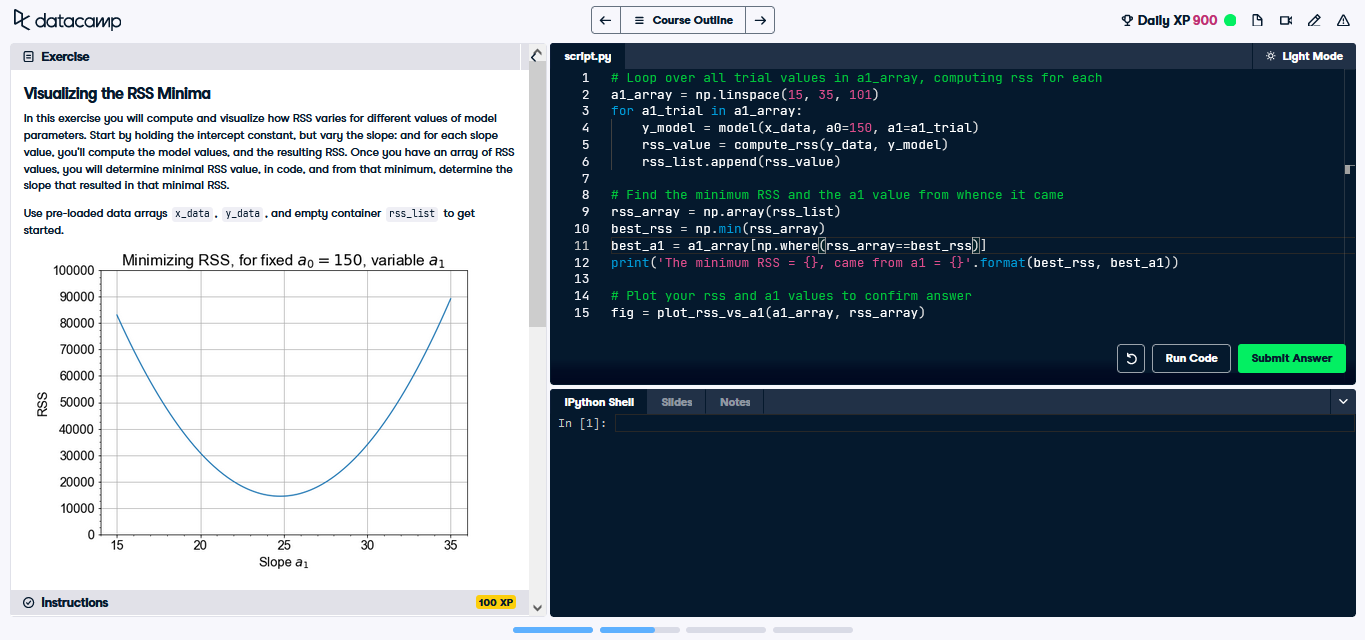 datacamp
Course Outline
Daily XP 900
Exercise
Visualizing the RSS Minima
In this exercise you will compute and visualize how RSS varies for different values of model
parameters. Start by holding the intercept constant, but vary the slope: and for each slope
value, you'll compute the model values, and the resulting RSS. Once you have an array of RSS
values, you will determine minimal RSS value, in code, and from that minimum, determine the
slope that resulted in that minimal RSS.
Use pre-loaded data arrays x_data , y_data , and empty container rss_list to get
started.
Minimizing RSS, for fixed a₀ = 150, variable a₁
100000
90000
80000
70000
60000
50000
40000
30000
20000
10000
0
RSS
15 20 25 30 35
Slope a₁
Instructions
100 XP
script.py
Light Mode
1 # Loop over all trial values in a1_array, computing rss for each
2 a1_array = np.linspace(15, 35, 101)
3 for a1_trial in a1_array:
4     y_model = model(x_data, a0=150, a1=a1_trial)
5     rss_value = compute_rss(y_data, y_model)
6     rss_list.append(rss_value)
7
8 # Find the minimum RSS and the a1 value from whence it came
9 rss_array = np.array(rss_list)
10 best_rss = np.min(rss_array)
11 best_a1 = a1_array[np.where(rss_array==best_rss)]
12 print('The minimum RSS = {}, came from a1 = {}'.format(best_rss, best_a1))
13
14 # Plot your rss and a1 values to confirm answer
15 fig = plot_rss_vs_a1(a1_array, rss_array)
Run Code
Submit Answer
IPython Shell
Slides
Notes
In [1]: